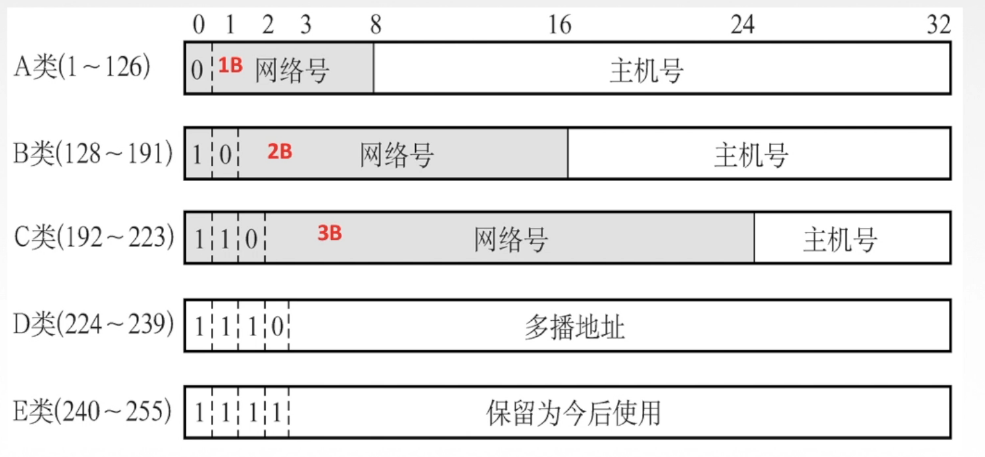 0 1 2 3 8 16 24 32
A类(1～126) 0 1B 网络号 主机号
B类(128～191) 1 0 2B 网络号 主机号
C类(192～223) 1 1 0 3B 网络号 主机号
D类(224～239) 1 1 1 0 多播地址
E类(240～255) 1 1 1 1 保留为今后使用